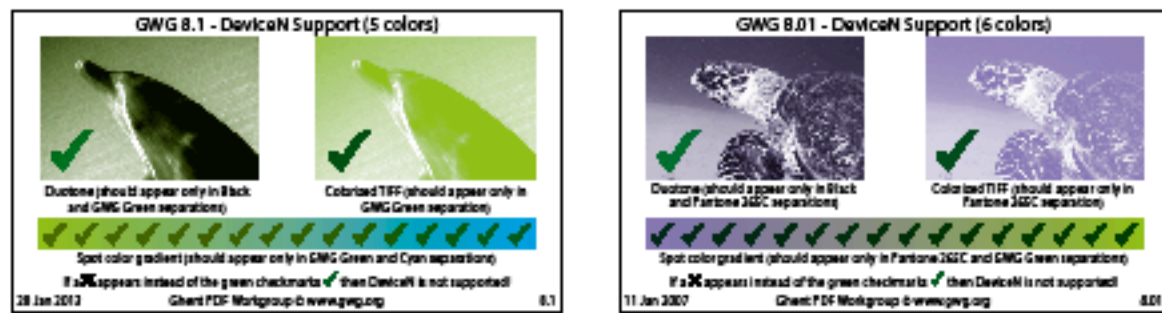 GWG 8.1 - DeviceN Support (5 colors)
Duotone (should appear only in Black
and GWG Green separations)
Colorized TIFF (should appear only in
GWG Green separation)
Spot color gradient (should appear only in GWG Green and Cyan separations)
If a ✖ appears instead of the green checkmarks ✔ then DeviceN is not supported!
28 Jan 2013 Ghent PDF Workgroup © www.gwg.org 8.1
GWG 8.01 - DeviceN Support (6 colors)
Duotone (should appear only in Black
and Pantone 265C separations)
Colorized TIFF (should appear only in
Pantone 265C separation)
Spot color gradient (should appear only in Pantone 265C and GWG Green separations)
If a ✖ appears instead of the green checkmarks ✔ then DeviceN is not supported!
11 Jan 2007 Ghent PDF Workgroup © www.gwg.org 8.01